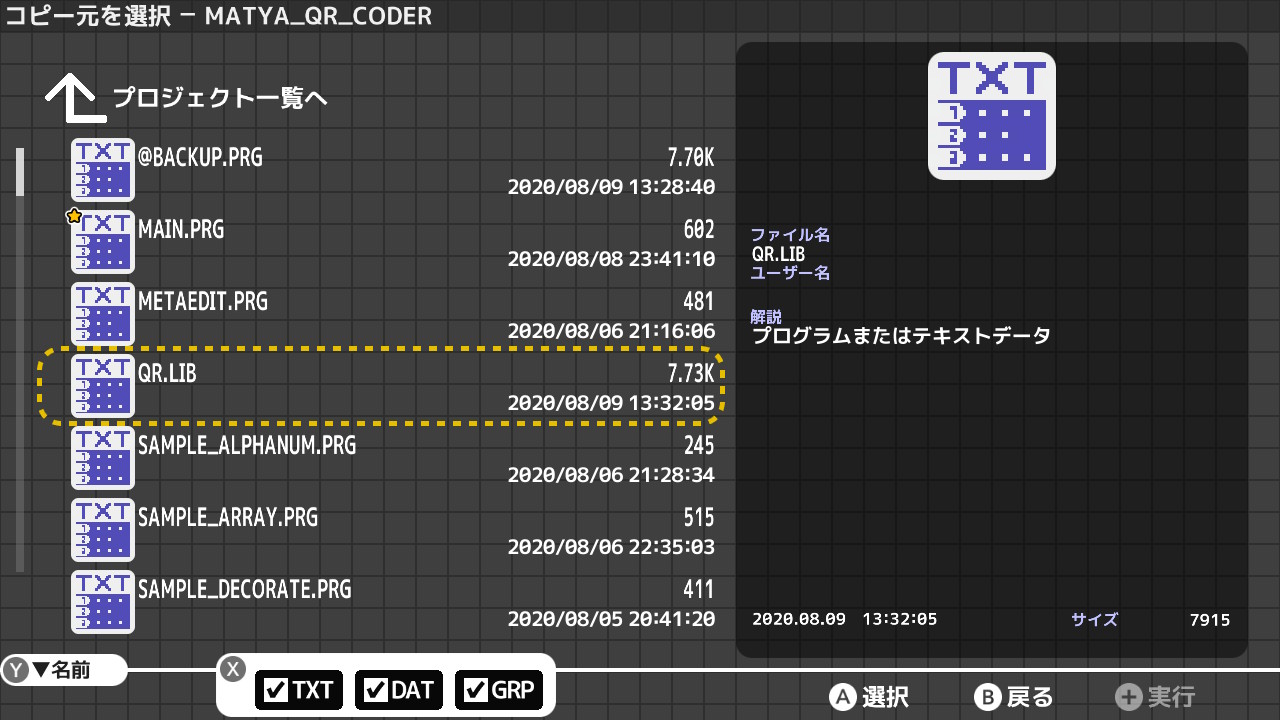 コピー元を選択 − MATYA_QR_CODER
プロジェクト一覧へ
TXT
@BACKUP.PRG 7.70K
2020/08/09 13:28:40
TXT
MAIN.PRG 602
2020/08/08 23:41:10
TXT
METAEDIT.PRG 481
2020/08/06 21:16:06
TXT
QR.LIB 7.73K
2020/08/09 13:32:05
TXT
SAMPLE_ALPHANUM.PRG 245
2020/08/06 21:28:34
TXT
SAMPLE_ARRAY.PRG 515
2020/08/06 22:35:03
TXT
SAMPLE_DECORATE.PRG 411
2020/08/05 20:41:20
TXT
1
2
3
ファイル名
QR.LIB
ユーザー名
解説
プログラムまたはテキストデータ
2020.08.09 13:32:05 サイズ 7915
Y ▼名前
X TXT DAT GRP
A 選択 B 戻る + 実行